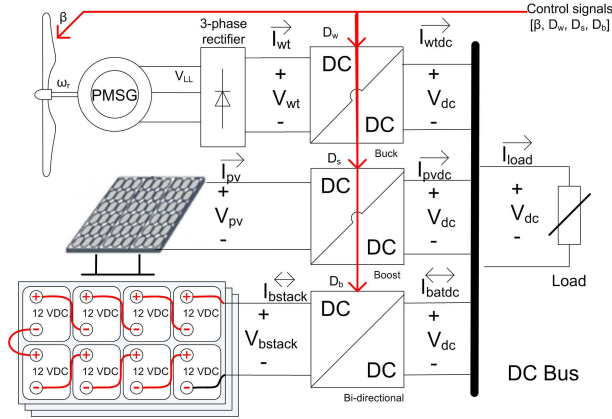 β
3-phase
rectifier
Control signals
[β, Dw, Ds, Db]
Iwt
Dw
Iwtdc
ωr
PMSG
VLL
+
Vwt
-
DC
DC
+
Vdc
-
Buck
Ds
Ipv
+
Vpv
-
DC
DC
Boost
Ipvdc
+
Vdc
-
Iload
+
Vdc
-
Load
Db
Ibstack
+
Vbstack
-
DC
DC
Bi-directional
Ibatdc
+
Vdc
-
DC Bus
+ + + +
12 VDC 12 VDC 12 VDC 12 VDC
- - - -
+ + + +
12 VDC 12 VDC 12 VDC 12 VDC
- - - -